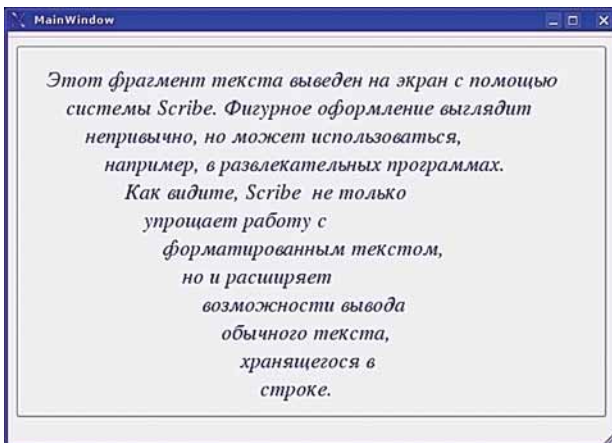 MainWindow
Этот фрагмент текста выведен на экран с помощью
системы Scribe. Фигурное оформление выглядит
непривычно, но может использоваться,
например, в развлекательных программах.
Как видите, Scribe не только
упрощает работу с
форматированным текстом,
но и расширяет
возможности вывода
обычного текста,
хранящегося в
строке.